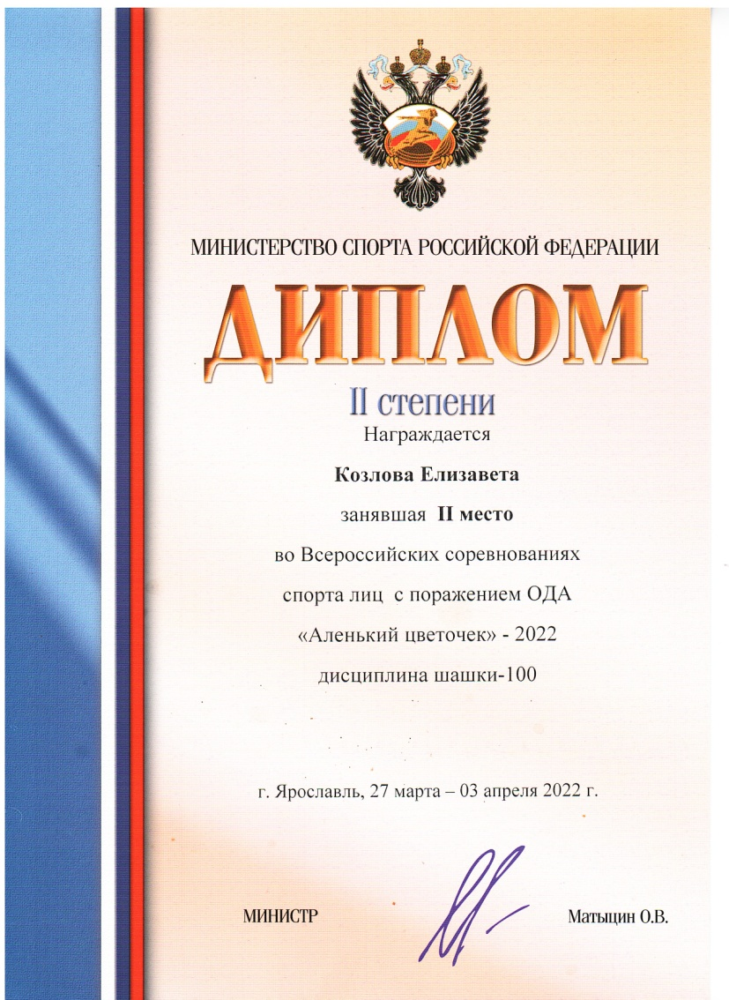 МИНИСТЕРСТВО СПОРТА РОССИЙСКОЙ ФЕДЕРАЦИИ
ДИПЛОМ
II степени
Награждается
Козлова Елизавета
занявшая II место
во Всероссийских соревнованиях
спорта лиц с поражением ОДА
«Аленький цветочек» - 2022
дисциплина шашки-100
г. Ярославль, 27 марта – 03 апреля 2022 г.
МИНИСТР Матыцин О.В.